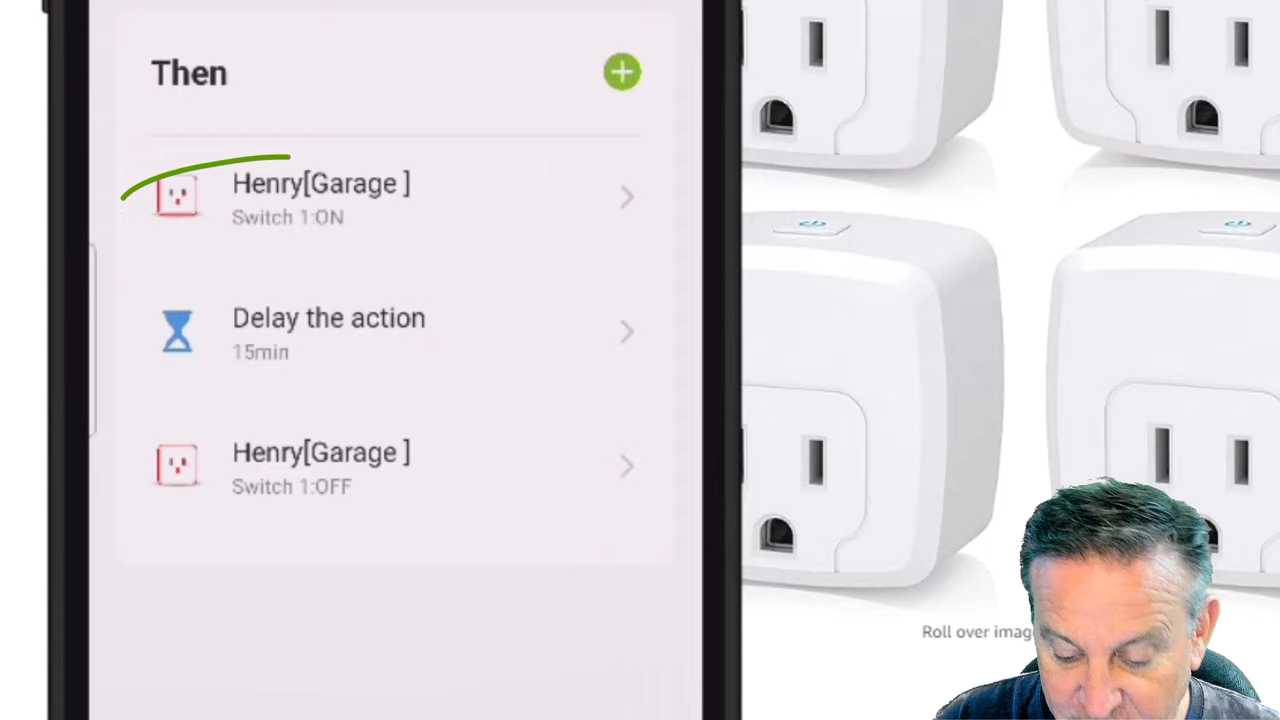 Then
Henry[Garage ]
Switch 1:ON
Delay the action
15min
Henry[Garage ]
Switch 1:OFF
Roll over imag